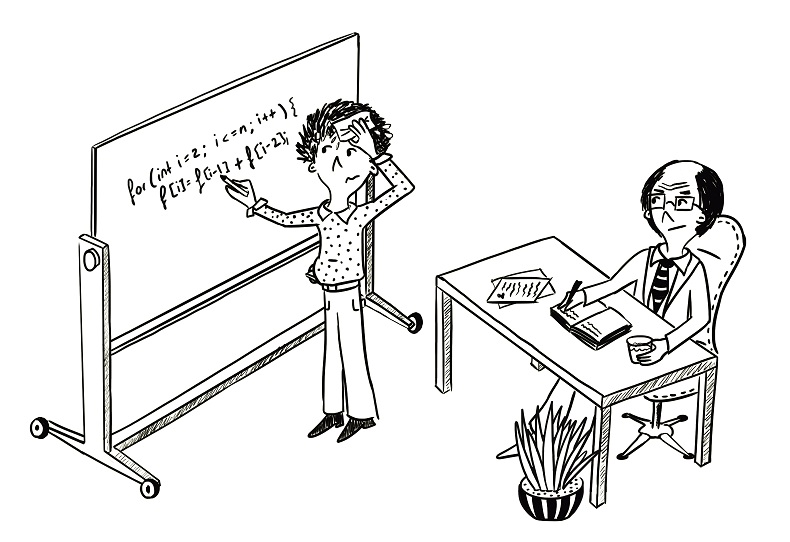 for (int i=2; i<=n; i++) {
f[i]= f[i-1] + f[i-2];